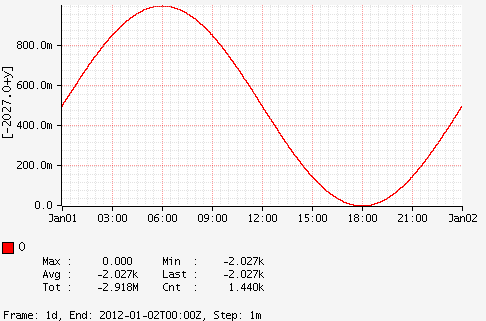 [-2027.0+y]
800.0m
600.0m
400.0m
200.0m
0.0
Jan01 03:00 06:00 09:00 12:00 15:00 18:00 21:00 Jan02
0
Max : 0.000 Min : -2.027k
Avg : -2.027k Last : -2.027k
Tot : -2.918M Cnt : 1.440k
Frame: 1d, End: 2012-01-02T00:00Z, Step: 1m